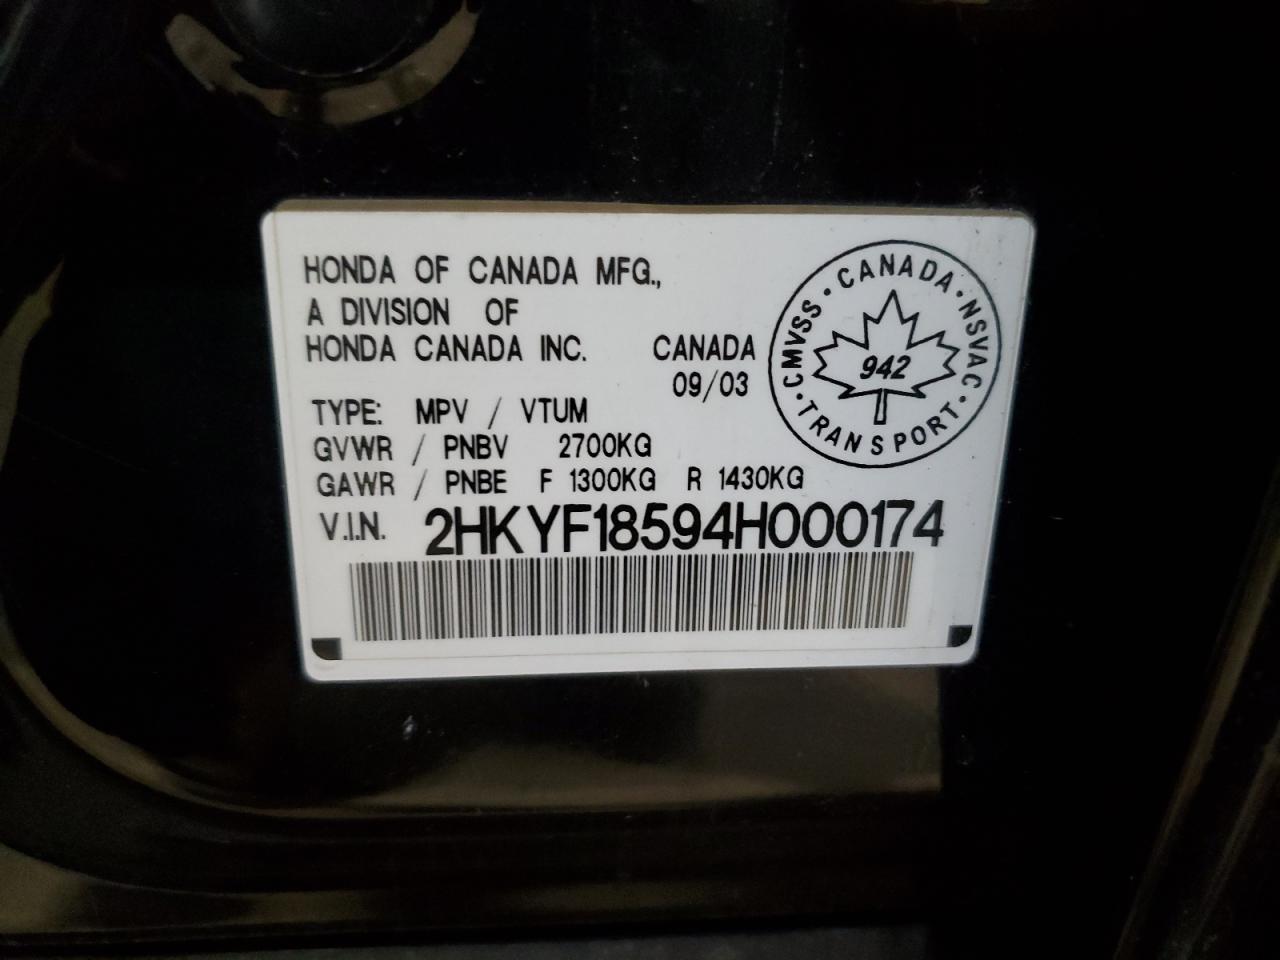 HONDA OF CANADA MFG.,
A DIVISION OF
HONDA CANADA INC. CANADA
09/03
TYPE: MPV / VTUM
GVWR / PNBV 2700KG
GAWR / PNBE F 1300KG R 1430KG
V.I.N. 2HKYF18594H000174
CMVSS • CANADA • NSVAC • TRANSPORT •
942